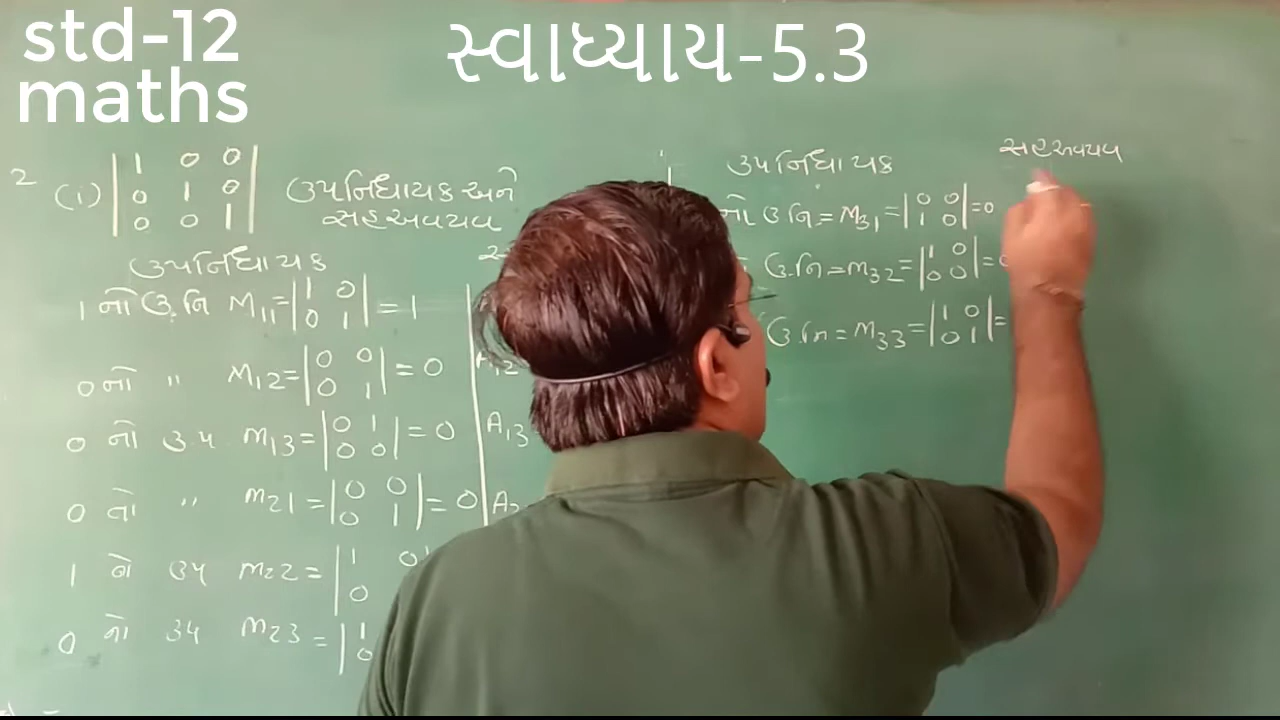 std-12
maths
સ્વાધ્યાય-5.3
2 (i) | 1 0 0 |
| 0 1 0 |
| 0 0 1 |
ઉપનિશ્ચાયક અને
સહઅવયવ
ઉપનિશ્ચાયક
1 નો ઉ.નિ M11=|1 0; 0 1|=1
0 નો " M12=|0 0; 0 1|=0
0 નો ઉપ M13=|0 1; 0 0|=0 A13
0 નો " M21=|0 0; 0 1|=0
1 નો ઉપ M22=|1 0; 0
0 નો ઉપ M23=|1; 0
ઉપનિશ્ચાયક
નો ઉ નિ=M31=|0 0; 1 0|=0
ઉ.નિ=M32=|1 0; 0 0|=0
ઉ.નિ=M33=|1 0; 0 1|=
સહઅવયવ